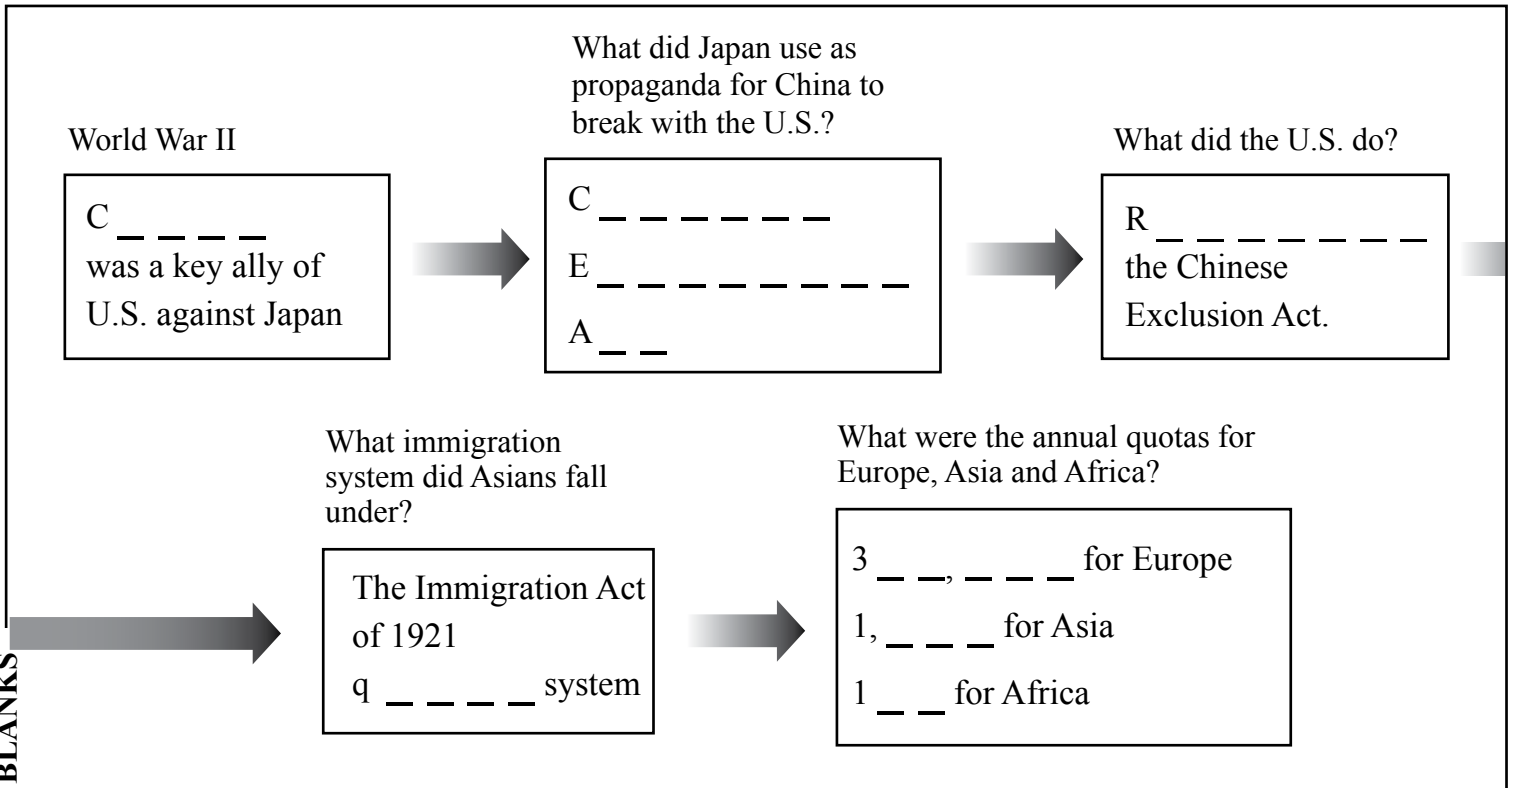 World War II
C _ _ _ _
was a key ally of
U.S. against Japan
What did Japan use as
propaganda for China to
break with the U.S.?
C _ _ _ _ _ _
E _ _ _ _ _ _ _ _
A _ _
What did the U.S. do?
R _ _ _ _ _ _ _
the Chinese
Exclusion Act.
What immigration
system did Asians fall
under?
The Immigration Act
of 1921
q _ _ _ _ system
What were the annual quotas for
Europe, Asia and Africa?
3 _ _, _ _ _ for Europe
1, _ _ _ for Asia
1 _ _ for Africa
BLANKS